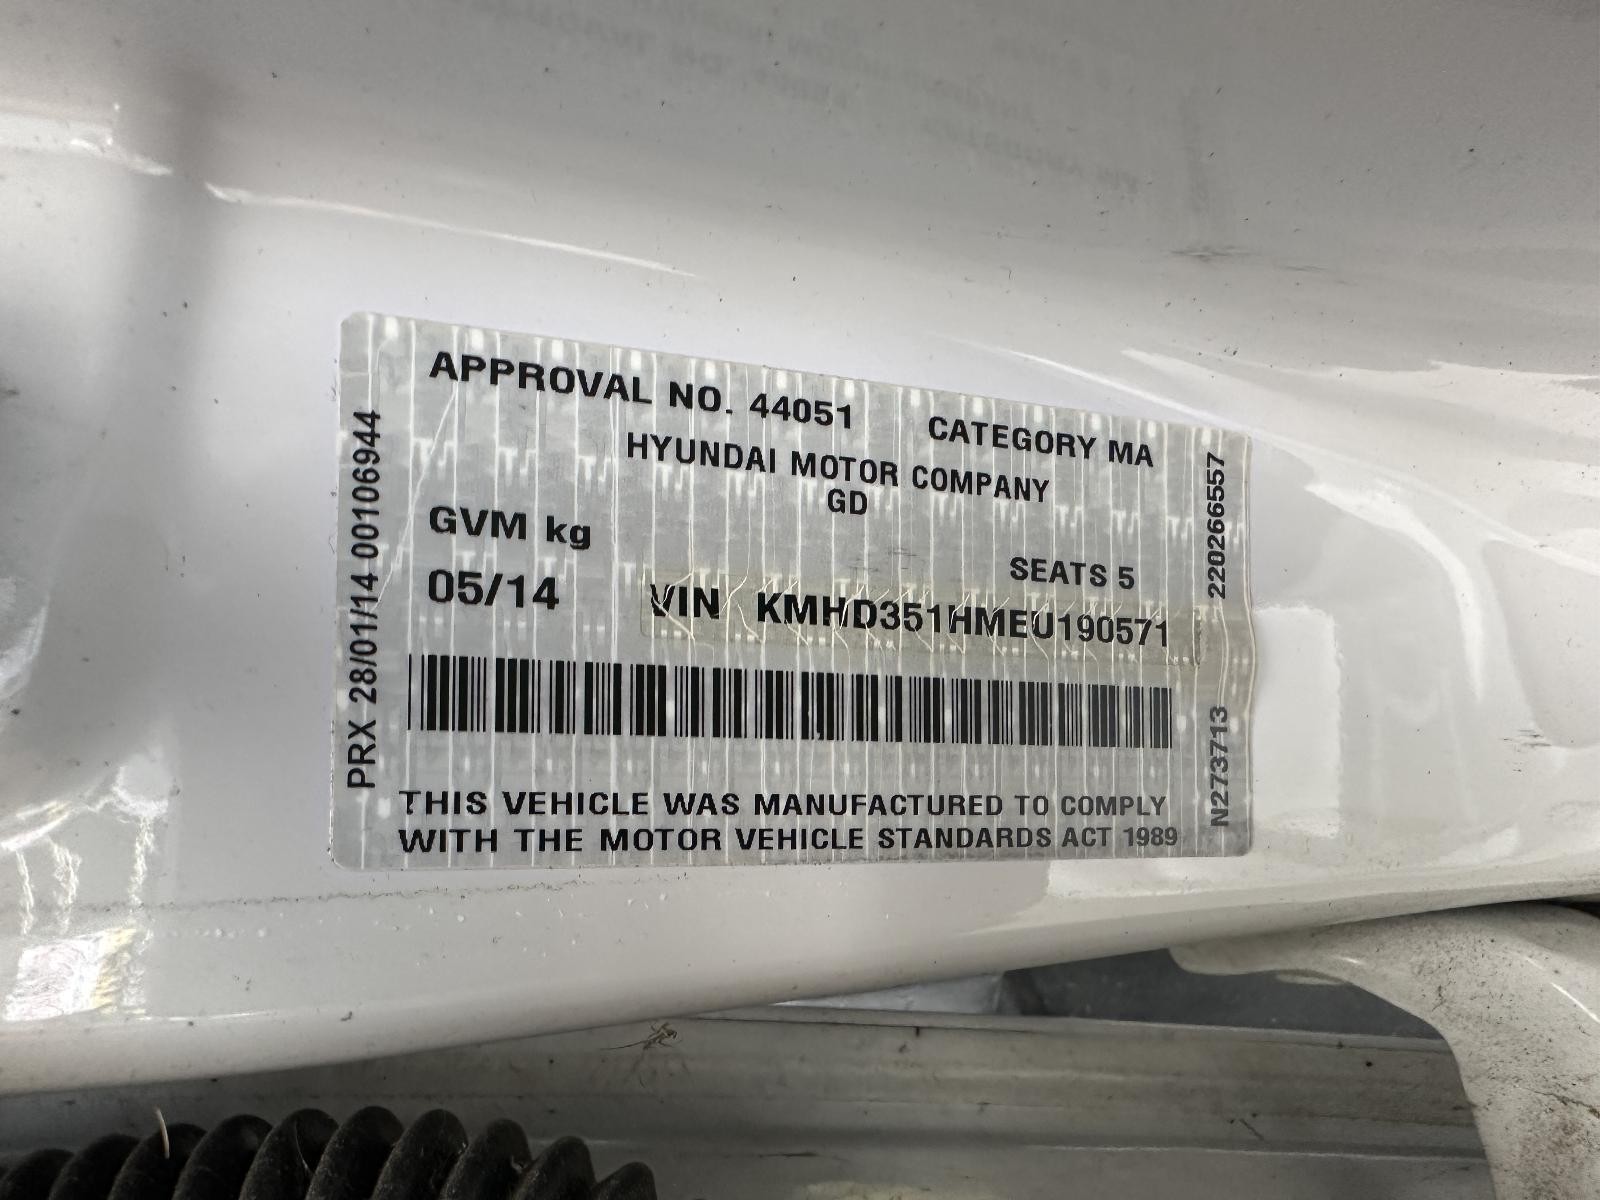 APPROVAL NO. 44051
CATEGORY MA
HYUNDAI MOTOR COMPANY
GD
GVM kg
SEATS 5
05/14
VIN KMHD351HMEU190571
THIS VEHICLE WAS MANUFACTURED TO COMPLY
WITH THE MOTOR VEHICLE STANDARDS ACT 1989
PRX 28/01/14 00106944
220266557
N273713